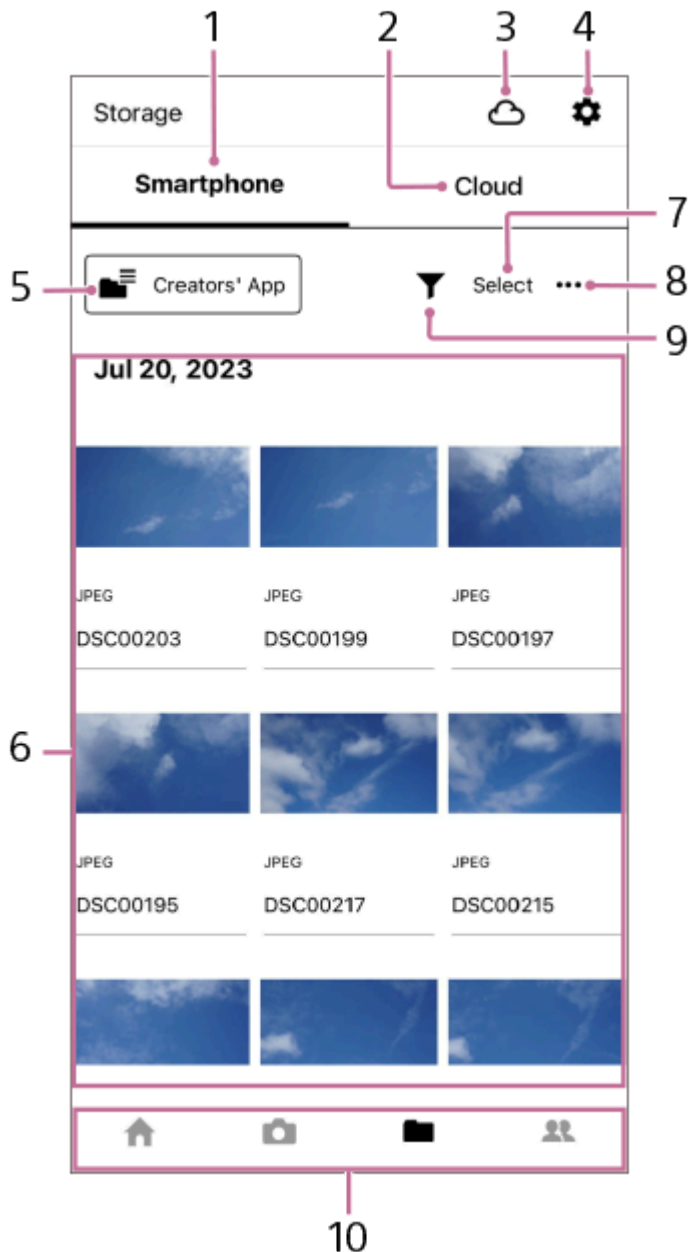 1 2 3 4
Storage
Smartphone Cloud
7
5 Creators' App Select ... 8
9
Jul 20, 2023
JPEG JPEG JPEG
DSC00203 DSC00199 DSC00197
6
JPEG JPEG JPEG
DSC00195 DSC00217 DSC00215
10